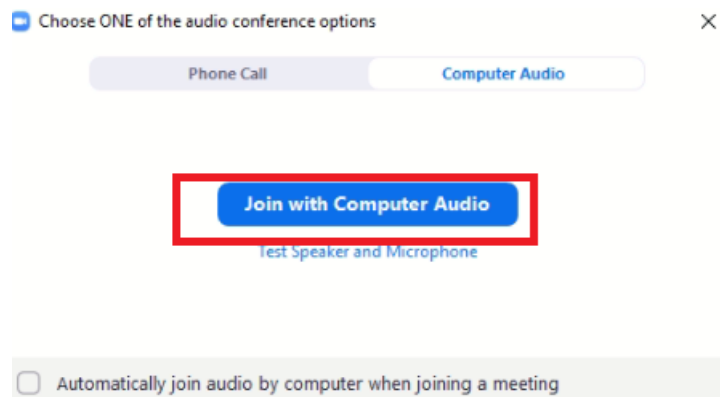 Choose ONE of the audio conference options
Phone Call Computer Audio
Join with Computer Audio
Test Speaker and Microphone
Automatically join audio by computer when joining a meeting